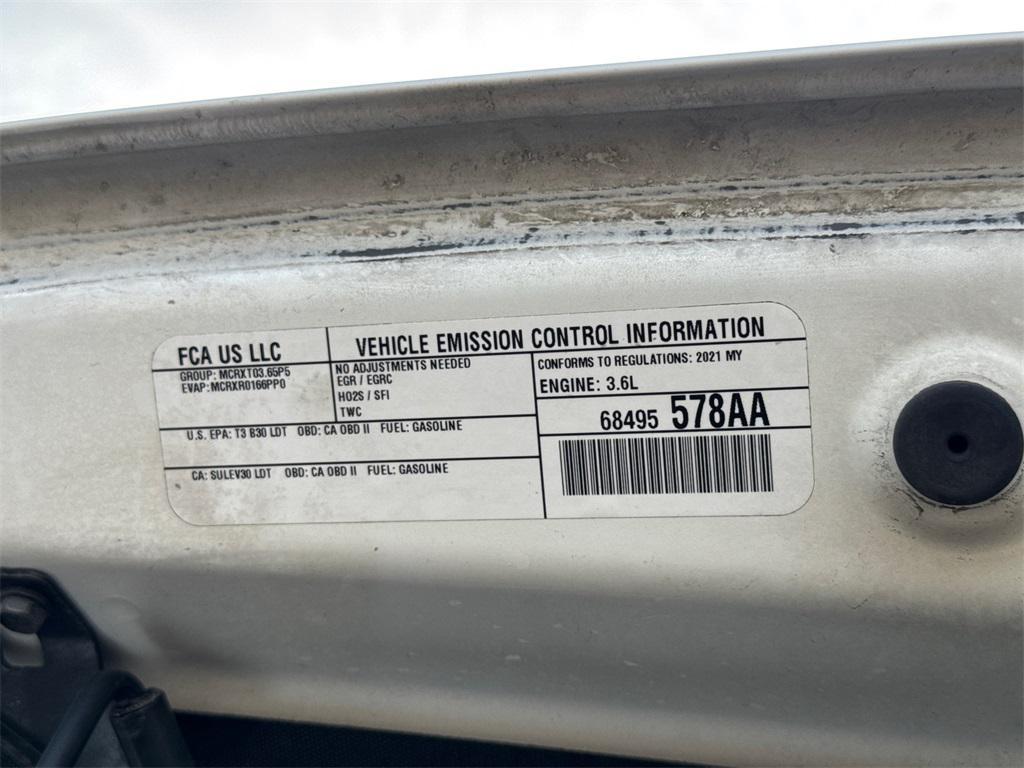 FCA US LLC
VEHICLE EMISSION CONTROL INFORMATION
GROUP: MCRXT03.65P5
EVAP: MCRXR0166PP0
NO ADJUSTMENTS NEEDED
EGR / EGRC
HO2S / SFI
TWC
CONFORMS TO REGULATIONS: 2021 MY
ENGINE: 3.6L
68495 578AA
U.S. EPA: T3 B30 LDT OBD: CA OBD II FUEL: GASOLINE
CA: SULEV30 LDT OBD: CA OBD II FUEL: GASOLINE